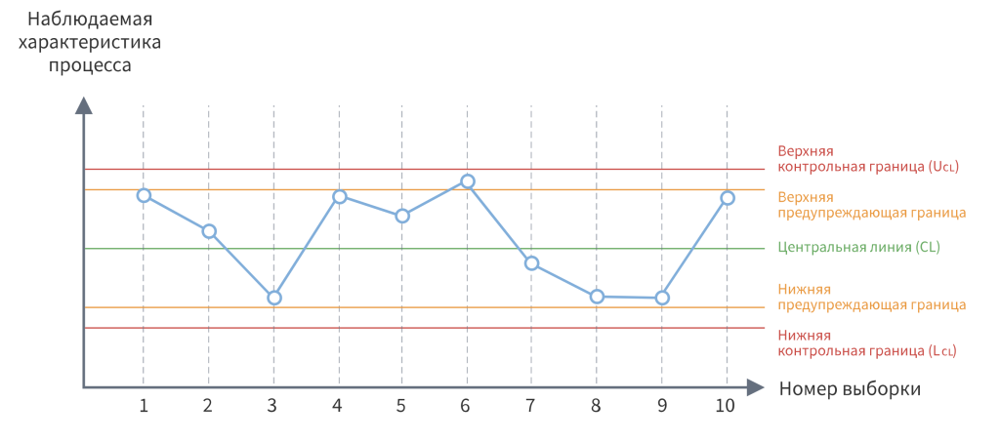 Наблюдаемая
характеристика
процесса
Верхняя
контрольная граница (UCL)
Верхняя
предупреждающая граница
Центральная линия (CL)
Нижняя
предупреждающая граница
Нижняя
контрольная граница (LCL)
1 2 3 4 5 6 7 8 9 10
Номер выборки